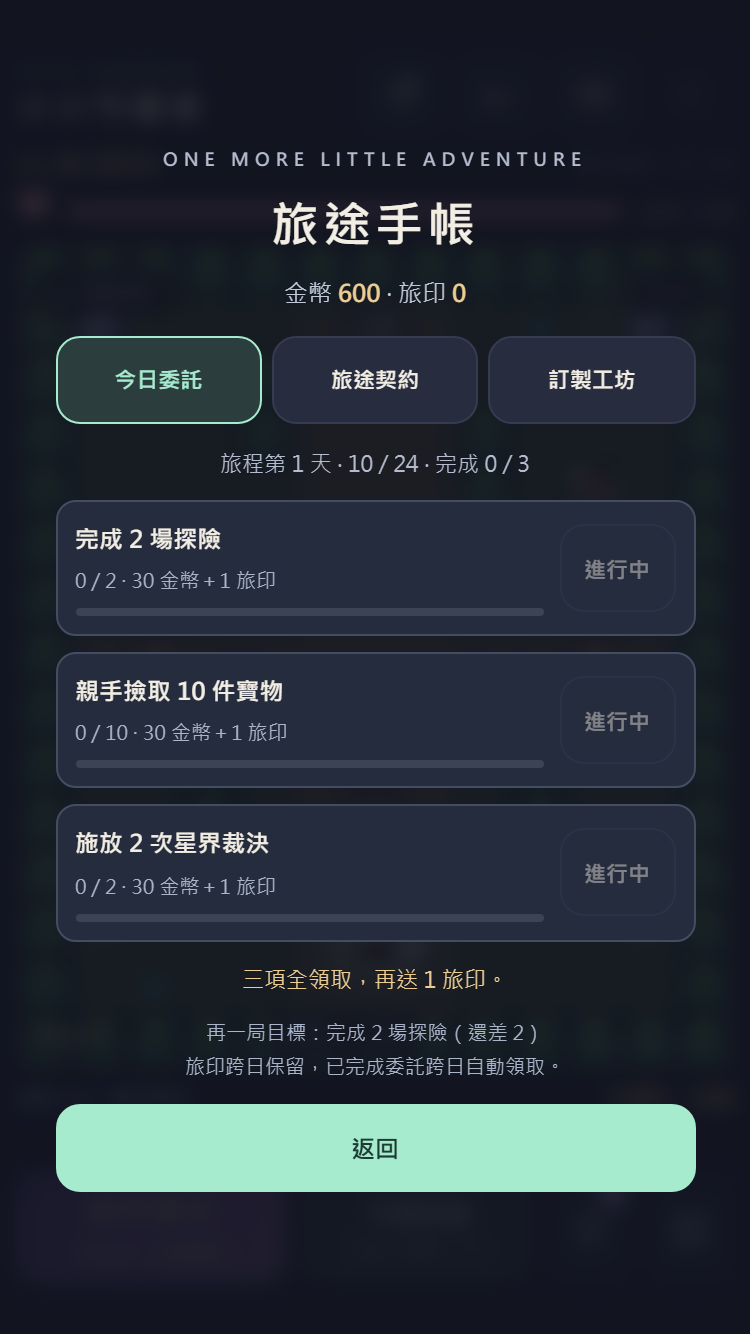 ONE MORE LITTLE ADVENTURE
旅途手帳
金幣 600 · 旅印 0
今日委託
旅途契約
訂製工坊
旅程第 1 天 · 10 / 24 · 完成 0 / 3
完成 2 場探險
0 / 2 · 30 金幣 + 1 旅印
進行中
親手撿取 10 件寶物
0 / 10 · 30 金幣 + 1 旅印
進行中
施放 2 次星界裁決
0 / 2 · 30 金幣 + 1 旅印
進行中
三項全領取，再送 1 旅印。
再一局目標：完成 2 場探險（還差 2）
旅印跨日保留，已完成委託跨日自動領取。
返回